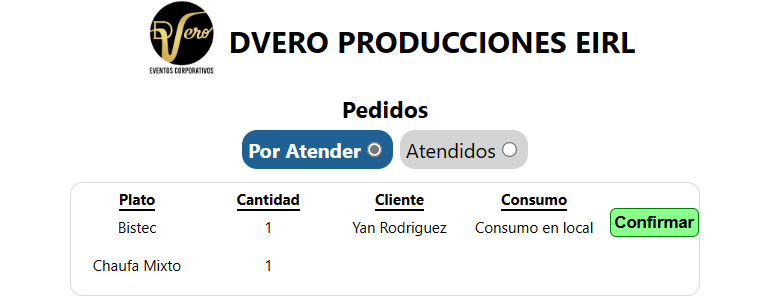 DVero
EVENTOS CORPORATIVOS
DVERO PRODUCCIONES EIRL
Pedidos
Por Atender Atendidos
Plato Cantidad Cliente Consumo
Bistec 1 Yan Rodriguez Consumo en local Confirmar
Chaufa Mixto 1